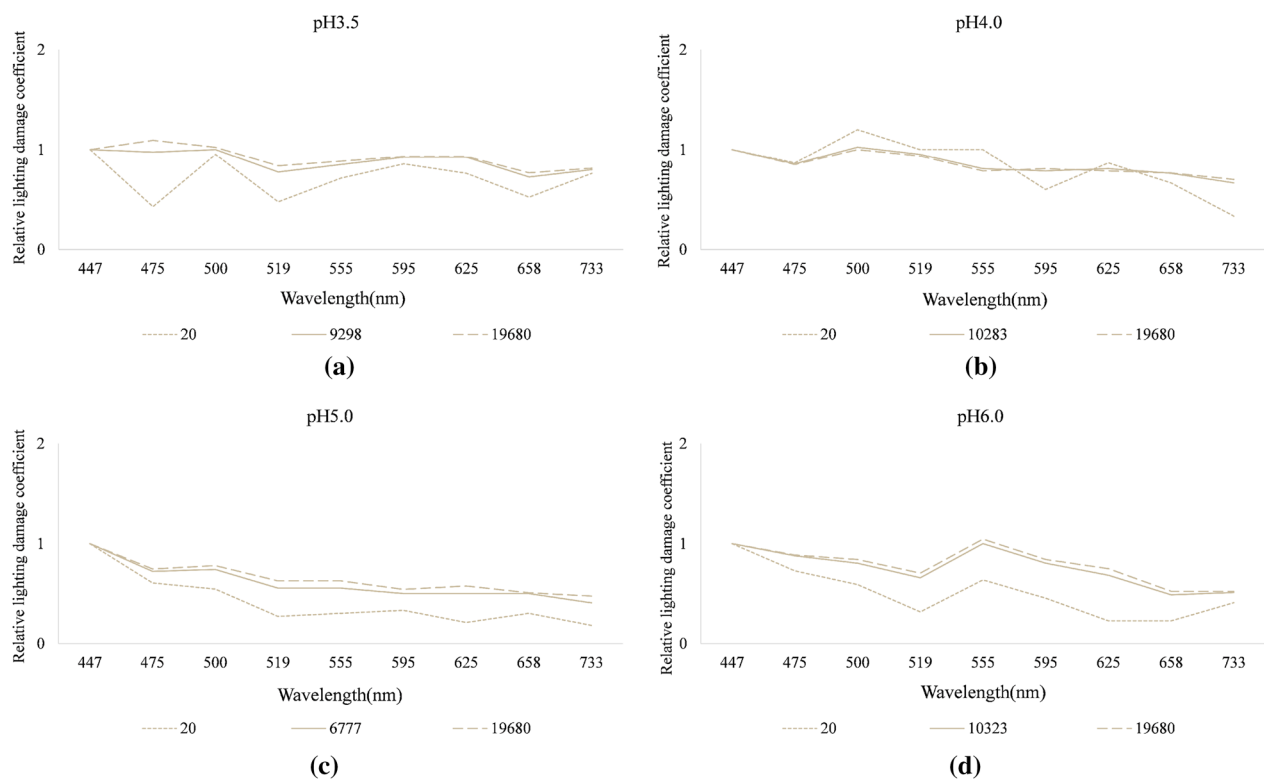 pH3.5
Relative lighting damage coefficient
2
1
0
447 475 500 519 555 595 625 658 733
Wavelength(nm)
20 9298 19680
(a)
pH4.0
Relative lighting damage coefficient
2
1
0
447 475 500 519 555 595 625 658 733
Wavelength(nm)
20 10283 19680
(b)
pH5.0
Relative lighting damage coefficient
2
1
0
447 475 500 519 555 595 625 658 733
Wavelength(nm)
20 6777 19680
(c)
pH6.0
Relative lighting damage coefficient
2
1
0
447 475 500 519 555 595 625 658 733
Wavelength(nm)
20 10323 19680
(d)